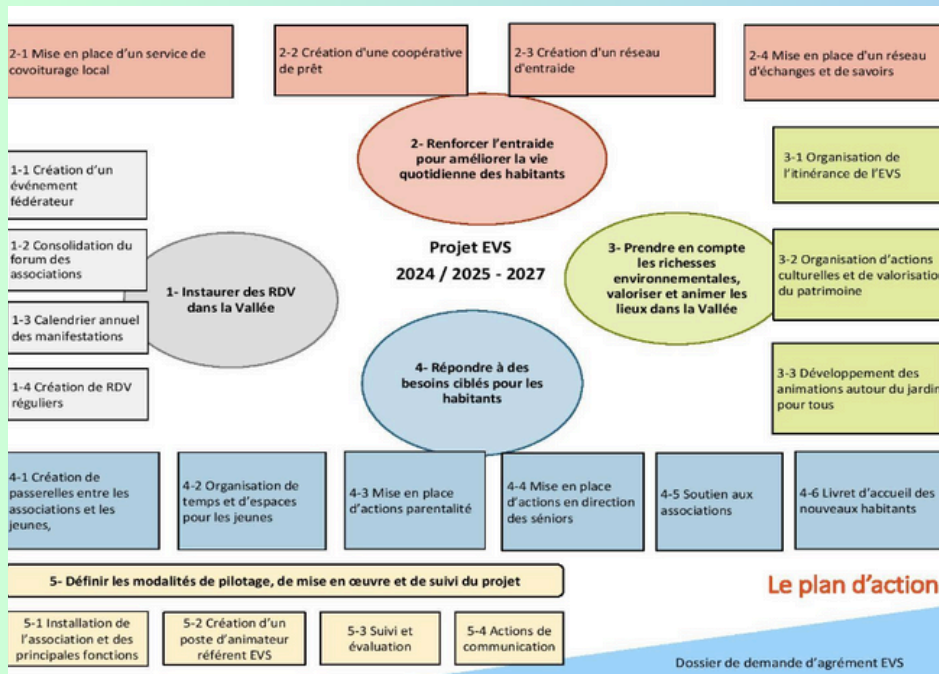 2-1 Mise en place d'un service de
covoiturage local
2-2 Création d'une coopérative
de prêt
2-3 Création d'un réseau
d'entraide
2-4 Mise en place d'un réseau
d'échanges et de savoirs
2- Renforcer l'entraide
pour améliorer la vie
quotidienne des habitants
1-1 Création d'un
événement
fédérateur
1-2 Consolidation du
forum des
associations
1-3 Calendrier annuel
des manifestations
1-4 Création de RDV
réguliers
1- Instaurer des RDV
dans la Vallée
Projet EVS
2024 / 2025 - 2027
3- Prendre en compte
les richesses
environnementales,
valoriser et animer les
lieux dans la Vallée
3-1 Organisation de
l'itinérance de l'EVS
3-2 Organisation d'actions
culturelles et de valorisation
du patrimoine
3-3 Développement des
animations autour du jardin
pour tous
4- Répondre à des
besoins ciblés pour les
habitants
4-1 Création de
passerelles entre les
associations et les
jeunes,
4-2 Organisation de
temps et d'espaces
pour les jeunes
4-3 Mise en place
d'actions parentalité
4-4 Mise en place
d'actions en direction
des séniors
4-5 Soutien aux
associations
4-6 Livret d'accueil des
nouveaux habitants
5- Définir les modalités de pilotage, de mise en œuvre et de suivi du projet
5-1 Installation de
l'association et des
principales fonctions
5-2 Création d'un
poste d'animateur
référent EVS
5-3 Suivi et
évaluation
5-4 Actions de
communication
Le plan d'action
Dossier de demande d'agrément EVS